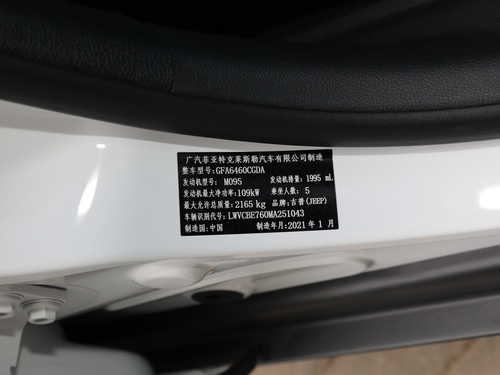 广汽菲亚特克莱斯勒汽车有限公司制造
整车型号:GFA6460CGDA
发动机型号: M095 发动机排量: 1995 mL
发动机最大净功率:109kW 乘坐人数: 5
最大允许总质量: 2165 kg 品牌:吉普(JEEP)
车辆识别代号: LWVCBE760MA251043
制造国: 中国 制造年月:2021 年 1 月